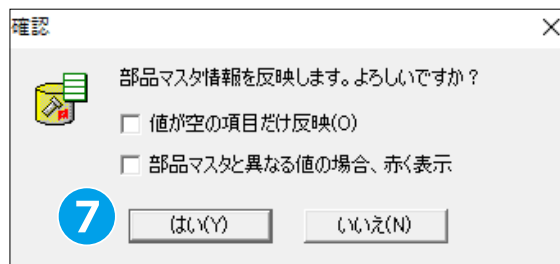 確認
部品マスタ情報を反映します。よろしいですか？
値が空の項目だけ反映(O)
部品マスタと異なる値の場合、赤く表示
7
はい(Y)
いいえ(N)